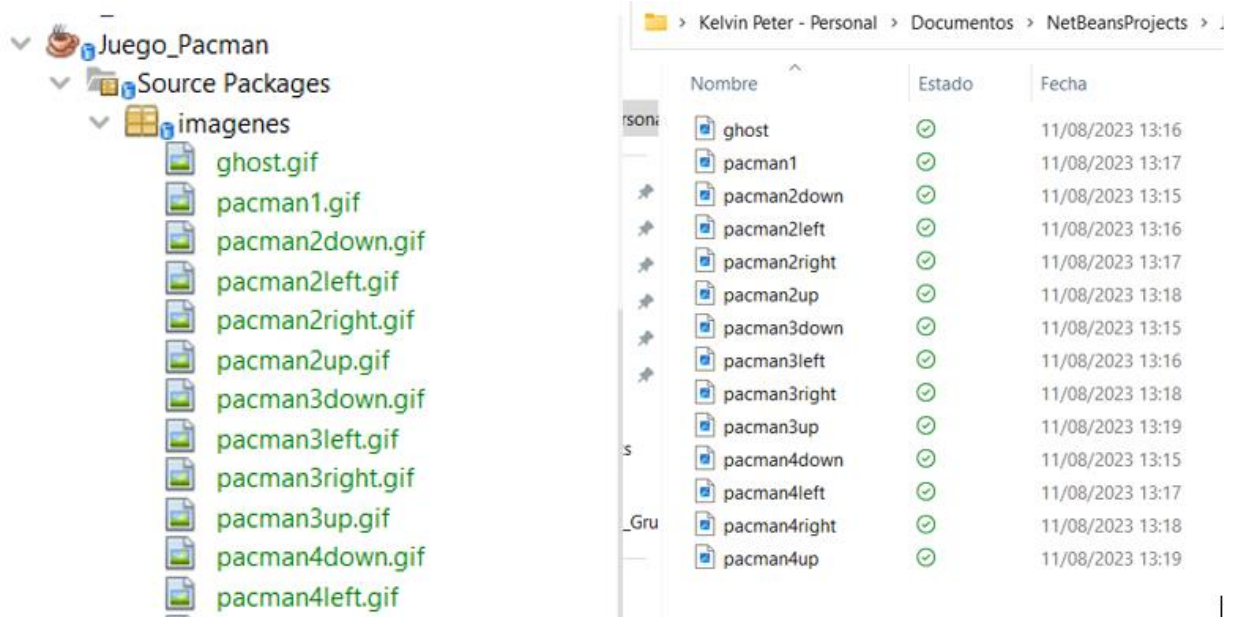 Juego_Pacman
Source Packages
imagenes
ghost.gif
pacman1.gif
pacman2down.gif
pacman2left.gif
pacman2right.gif
pacman2up.gif
pacman3down.gif
pacman3left.gif
pacman3right.gif
pacman3up.gif
pacman4down.gif
pacman4left.gif
> Kelvin Peter - Personal > Documentos > NetBeansProjects >
Nombre Estado Fecha
ghost 11/08/2023 13:16
pacman1 11/08/2023 13:17
pacman2down 11/08/2023 13:15
pacman2left 11/08/2023 13:16
pacman2right 11/08/2023 13:17
pacman2up 11/08/2023 13:18
pacman3down 11/08/2023 13:15
pacman3left 11/08/2023 13:16
pacman3right 11/08/2023 13:18
pacman3up 11/08/2023 13:19
pacman4down 11/08/2023 13:15
pacman4left 11/08/2023 13:17
_Gru pacman4right 11/08/2023 13:18
pacman4up 11/08/2023 13:19